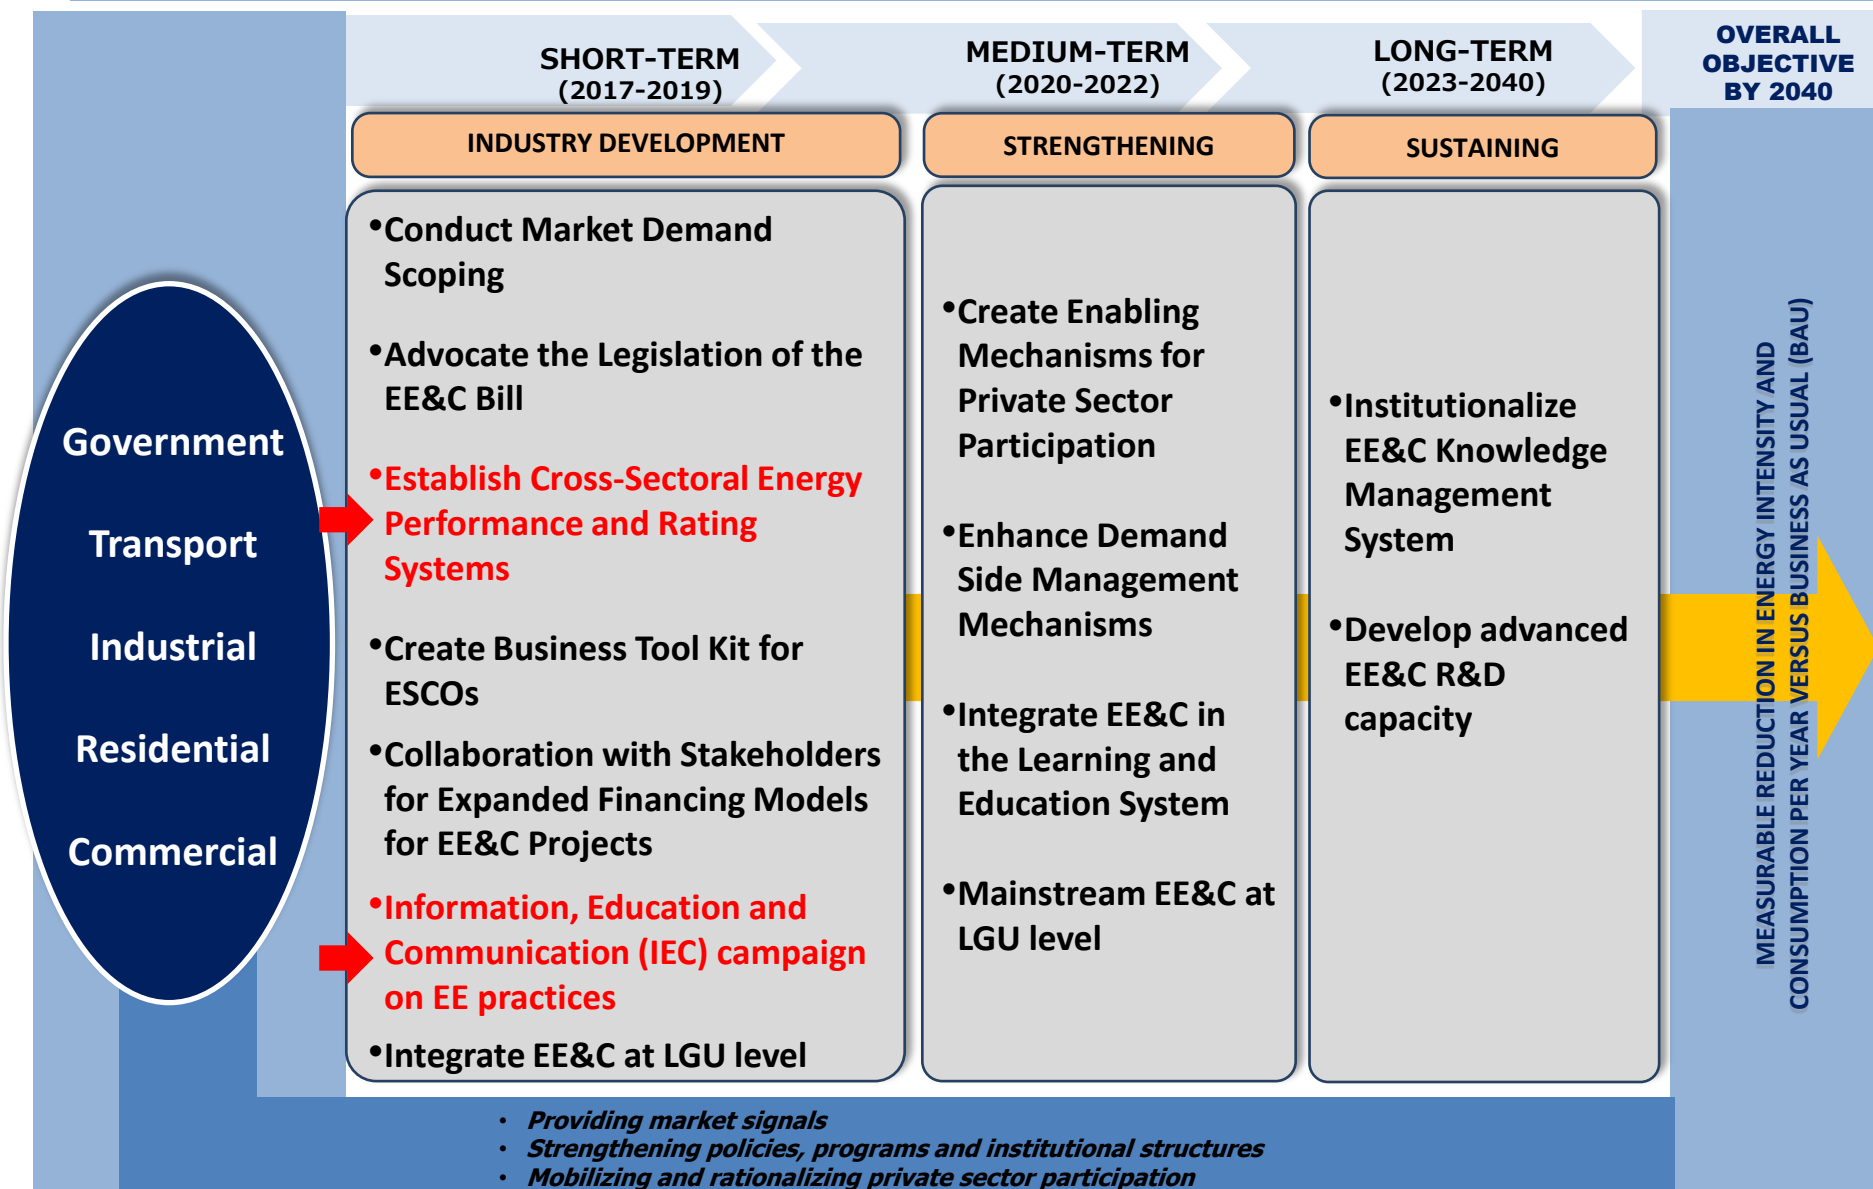 SHORT-TERM
(2017-2019)
MEDIUM-TERM
(2020-2022)
LONG-TERM
(2023-2040)
OVERALL
OBJECTIVE
BY 2040
INDUSTRY DEVELOPMENT
STRENGTHENING
SUSTAINING
Government
Transport
Industrial
Residential
Commercial
•Conduct Market Demand
Scoping
•Advocate the Legislation of the
EE&C Bill
•Establish Cross-Sectoral Energy
Performance and Rating
Systems
•Create Business Tool Kit for
ESCOs
•Collaboration with Stakeholders
for Expanded Financing Models
for EE&C Projects
•Information, Education and
Communication (IEC) campaign
on EE practices
•Integrate EE&C at LGU level
•Create Enabling
Mechanisms for
Private Sector
Participation
•Enhance Demand
Side Management
Mechanisms
•Integrate EE&C in
the Learning and
Education System
•Mainstream EE&C at
LGU level
•Institutionalize
EE&C Knowledge
Management
System
•Develop advanced
EE&C R&D
capacity
MEASURABLE REDUCTION IN ENERGY INTENSITY AND
CONSUMPTION PER YEAR VERSUS BUSINESS AS USUAL (BAU)
• Providing market signals
• Strengthening policies, programs and institutional structures
• Mobilizing and rationalizing private sector participation